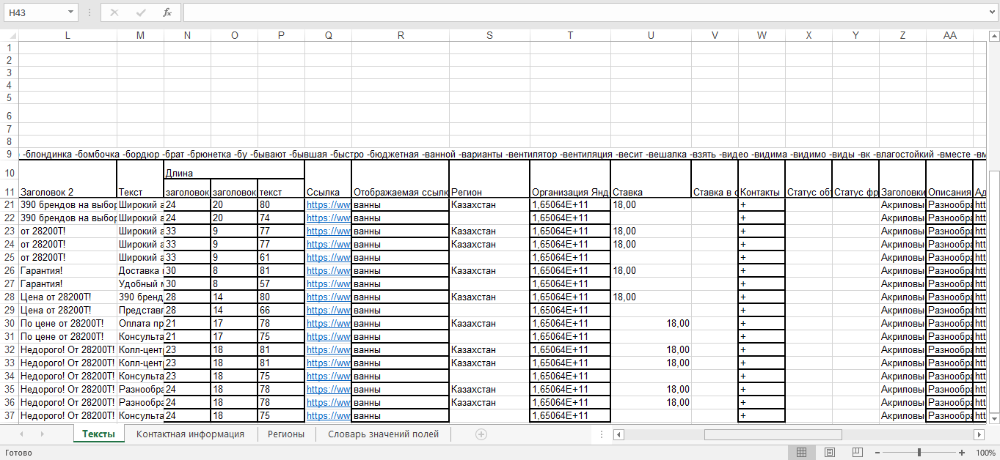 H43 fx
L M N O P Q R S T U V W X Y Z AA
1
2
3
4
5
6
7
8
9 -блондинка -бомбочка -бордюр -брат -брюнетка -бу -бывают -бывшая -быстро -бюджетная -ванной -варианты -вентилятор -вентиляция -весит -вешалка -взять -видео -видима -видимо -виды -вк -влагостойкий -вместе -вм
10 Длина
11 Заголовок 2 Текст заголовок заголовок текст Ссылка Отображаемая ссылк Регион Организация Янд Ставка Ставка в с Контакты Статус об Статус фр Заголовки Описания Ад
21 390 брендов на выбор Широкий а 24 20 80 https://ww ванны Казахстан 1,65064E+11 18,00 + Акриловы Разнообра htt
22 390 брендов на выбор Широкий а 24 20 74 https://ww ванны 1,65064E+11 + Акриловы Разнообра htt
23 от 28200Т! Широкий а 33 9 77 https://ww ванны Казахстан 1,65064E+11 18,00 + Акриловы Разнообра htt
24 от 28200Т! Широкий а 33 9 77 https://ww ванны Казахстан 1,65064E+11 18,00 + Акриловы Разнообра htt
25 от 28200Т! Широкий а 33 9 61 https://ww ванны 1,65064E+11 + Акриловы Разнообра htt
26 Гарантия! Доставка 30 8 81 https://ww ванны Казахстан 1,65064E+11 18,00 + Акриловы Разнообра htt
27 Гарантия! Удобный 30 8 57 https://ww ванны 1,65064E+11 + Акриловы Разнообра htt
28 Цена от 28200Т! 390 бренд 28 14 80 https://ww ванны Казахстан 1,65064E+11 18,00 + Акриловы Разнообра htt
29 Цена от 28200Т! Представл 28 14 66 https://ww ванны 1,65064E+11 + Акриловы Разнообра htt
30 По цене от 28200Т! Оплата пр 21 17 78 https://ww ванны Казахстан 1,65064E+11 18,00 + Акриловы Разнообра htt
31 По цене от 28200Т! Консульта 21 17 75 https://ww ванны 1,65064E+11 + Акриловы Разнообра htt
32 Недорого! От 28200Т! Колл-цент 23 18 81 https://ww ванны Казахстан 1,65064E+11 18,00 + Акриловы Разнообра htt
33 Недорого! От 28200Т! Колл-цент 23 18 81 https://ww ванны Казахстан 1,65064E+11 18,00 + Акриловы Разнообра htt
34 Недорого! От 28200Т! Консульта 23 18 75 https://ww ванны 1,65064E+11 + Акриловы Разнообра htt
35 Недорого! От 28200Т! Разнообра 24 18 78 https://ww ванны Казахстан 1,65064E+11 18,00 + Акриловы Разнообра htt
36 Недорого! От 28200Т! Разнообра 24 18 78 https://ww ванны Казахстан 1,65064E+11 18,00 + Акриловы Разнообра htt
37 Недорого! От 28200Т! Консульта 24 18 75 https://ww ванны 1,65064E+11 + Акриловы Разнообра htt
Тексты Контактная информация Регионы Словарь значений полей
Готово 100%